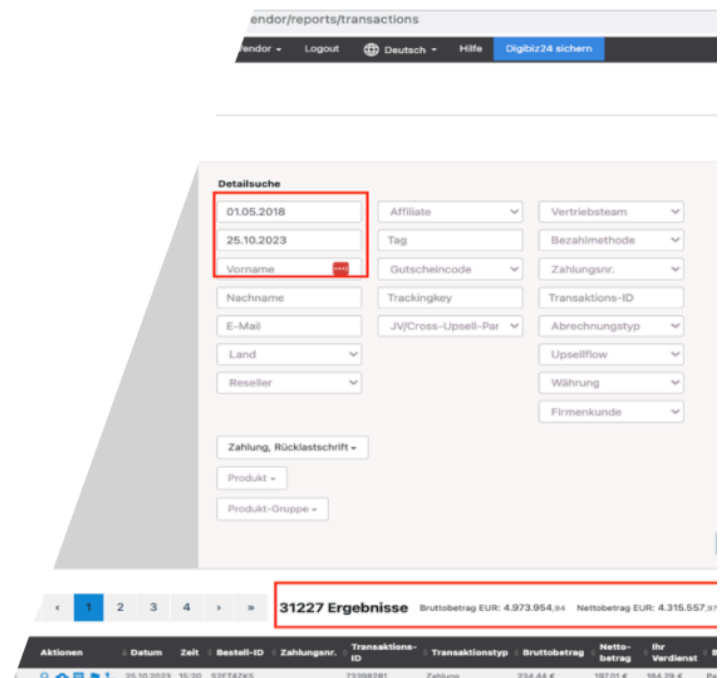 endor/reports/transactions
Vendor Logout Deutsch Hilfe Digibiz24 sichern
Detailsuche
01.05.2018 Affiliate Vertriebsteam
25.10.2023 Tag Bezahlmethode
Vorname Gutscheincode Zahlungsnr.
Nachname Trackingkey Transaktions-ID
E-Mail JV/Cross-Upsell-Par Abrechnungstyp
Land Upsellflow
Reseller Währung
Firmenkunde
Zahlung, Rücklastschrift
Produkt
Produkt-Gruppe
‹ 1 2 3 4 › » 31227 Ergebnisse Bruttobetrag EUR: 4.973.954,94 Nettobetrag EUR: 4.315.557,97
Aktionen Datum Zeit Bestell-ID Zahlungsnr. Transaktions-ID Transaktionstyp Bruttobetrag Netto-betrag Ihr Verdienst
25.10.2023 15:20 73398281 Zahlung 234,44 € 197,01 € 184,29 €